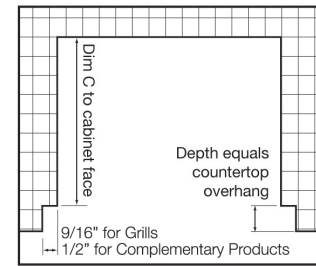 Dim C to cabinet face
Depth equals
countertop
overhang
9/16" for Grills
1/2" for Complementary Products